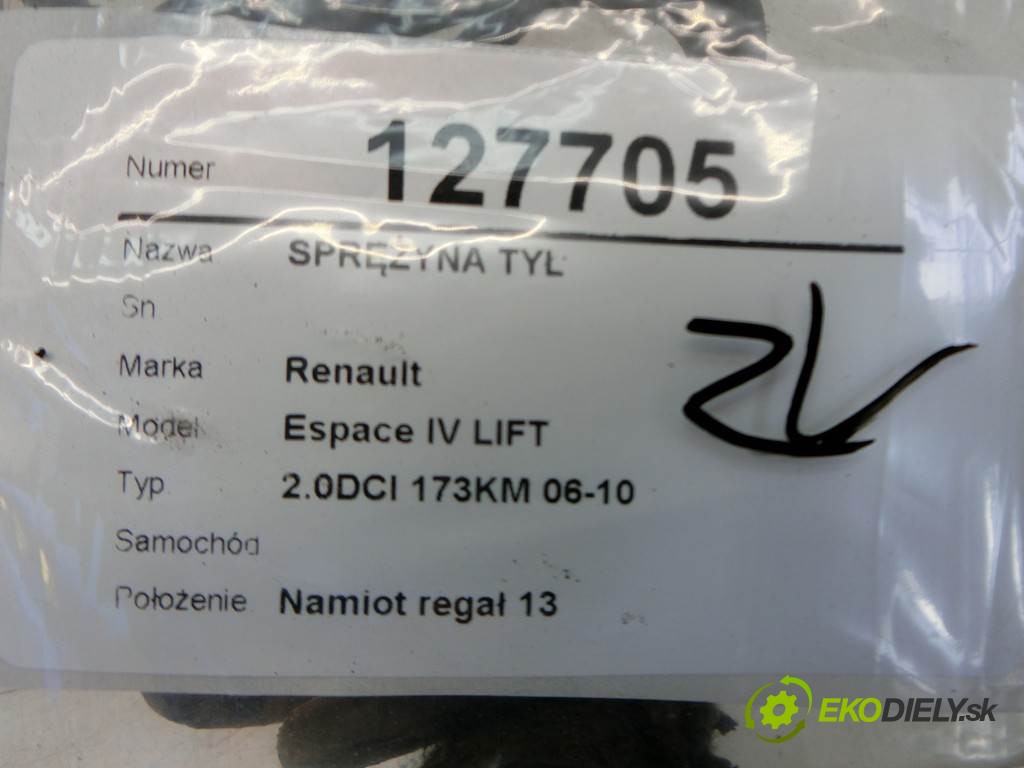 Numer 127705
Nazwa SPRĘŻYNA TYŁ
Sn
Marka Renault
Model Espace IV LIFT
Typ 2.0DCI 173KM 06-10
Samochód
Położenie Namiot regał 13
EKODIELY.sk